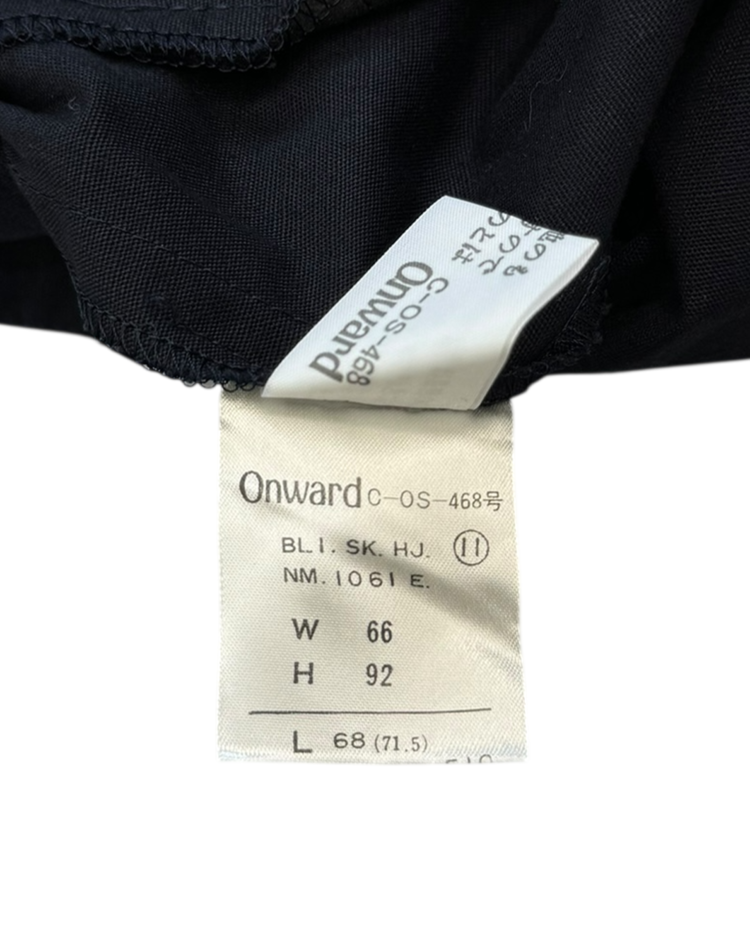 Onward
C-OS-468
Onward C-OS-468号
BL I. SK. HJ. ⑪
NM. 1061 E.
W 66
H 92
L 68 (71.5)